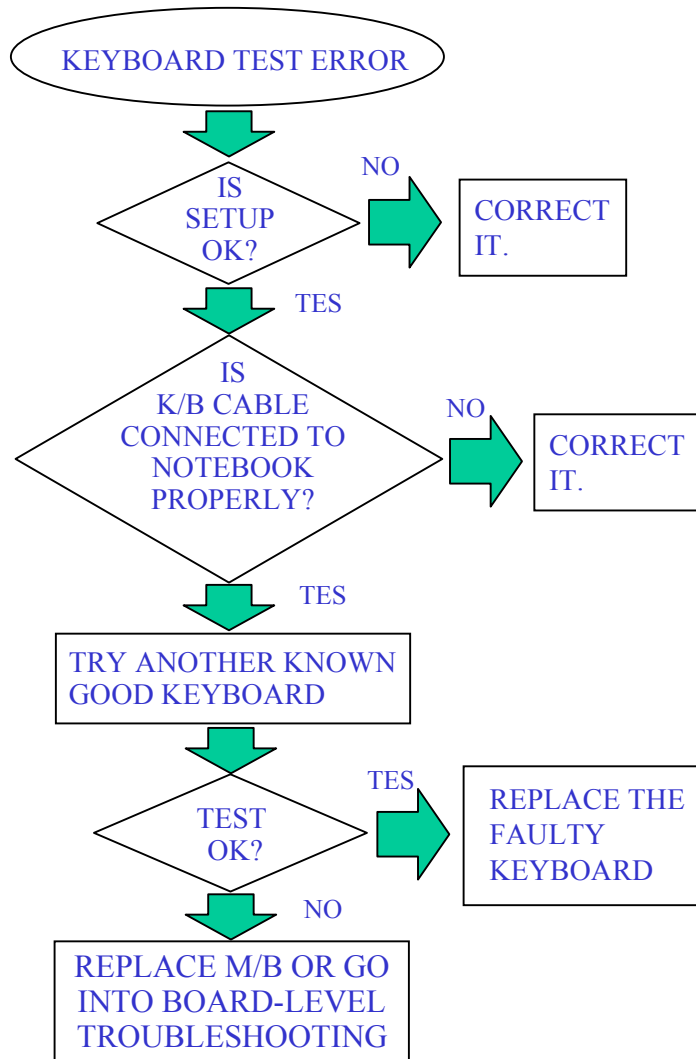 KEYBOARD TEST ERROR
IS
SETUP
OK?
NO
CORRECT
IT.
TES
IS
K/B CABLE
CONNECTED TO
NOTEBOOK
PROPERLY?
NO
CORRECT
IT.
TES
TRY ANOTHER KNOWN
GOOD KEYBOARD
TEST
OK?
TES
REPLACE THE
FAULTY
KEYBOARD
NO
REPLACE M/B OR GO
INTO BOARD-LEVEL
TROUBLESHOOTING